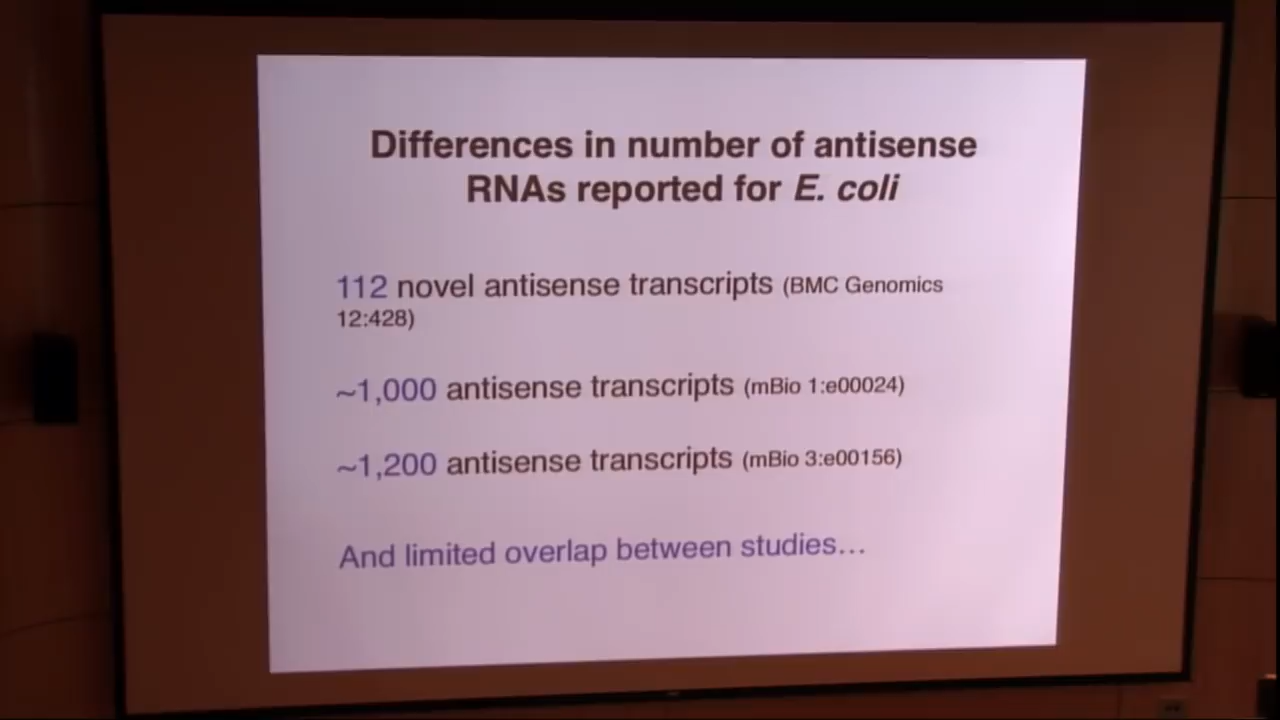 Differences in number of antisense
RNAs reported for E. coli
112 novel antisense transcripts (BMC Genomics
12:428)
~1,000 antisense transcripts (mBio 1:e00024)
~1,200 antisense transcripts (mBio 3:e00156)
And limited overlap between studies…